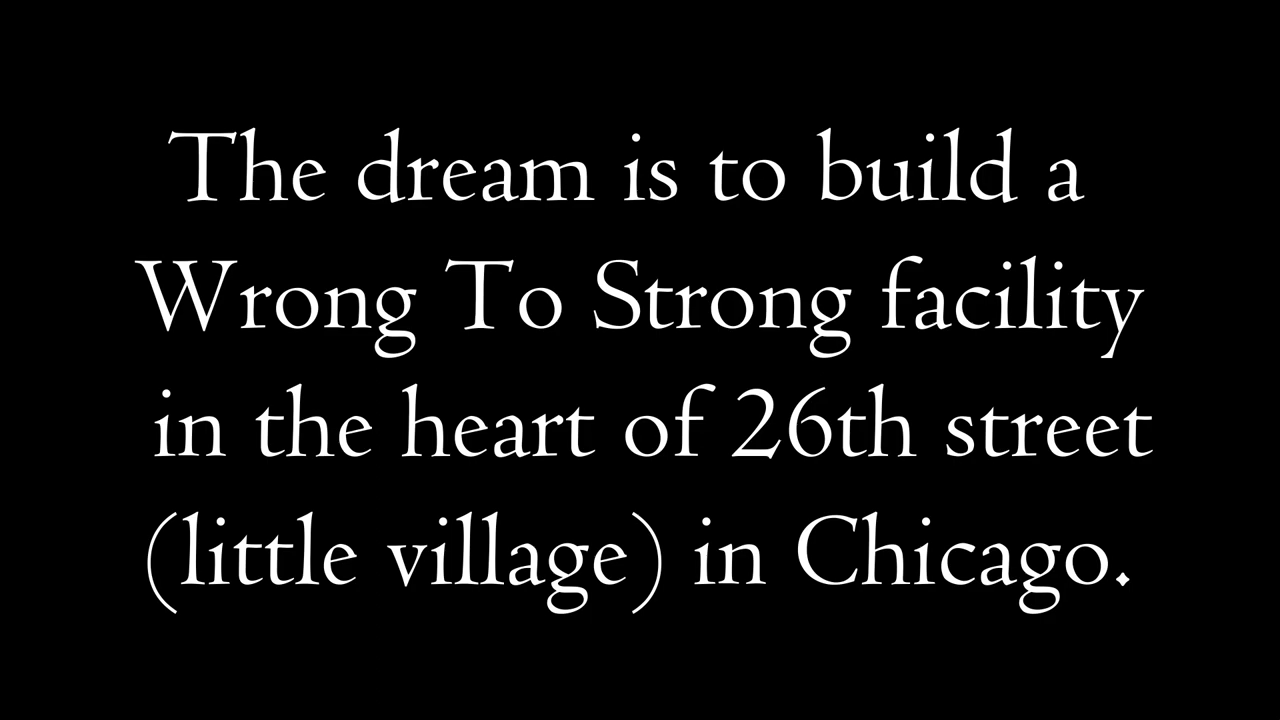 The dream is to build a
Wrong To Strong facility
in the heart of 26th street
(little village) in Chicago.